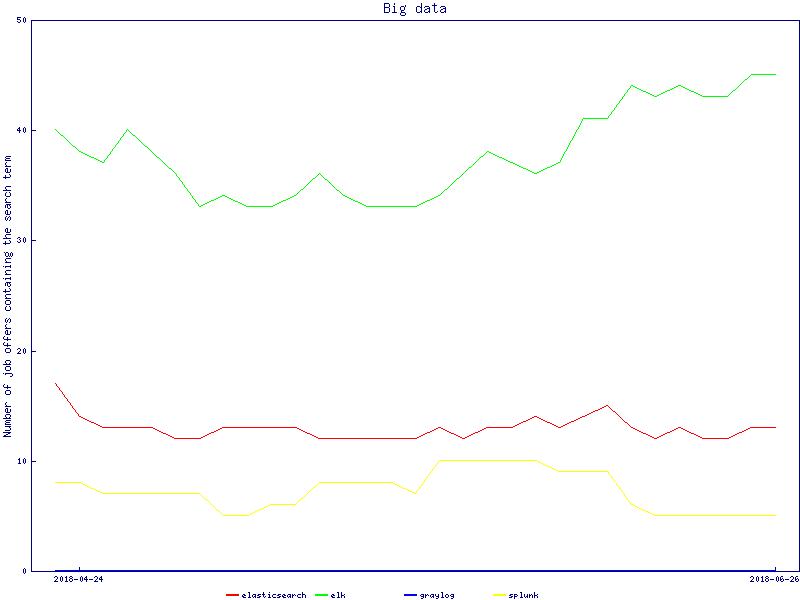 Big data
Number of job offers containing the search term
50
40
30
20
10
0
2018-04-24 2018-06-26
elasticsearch elk graylog splunk